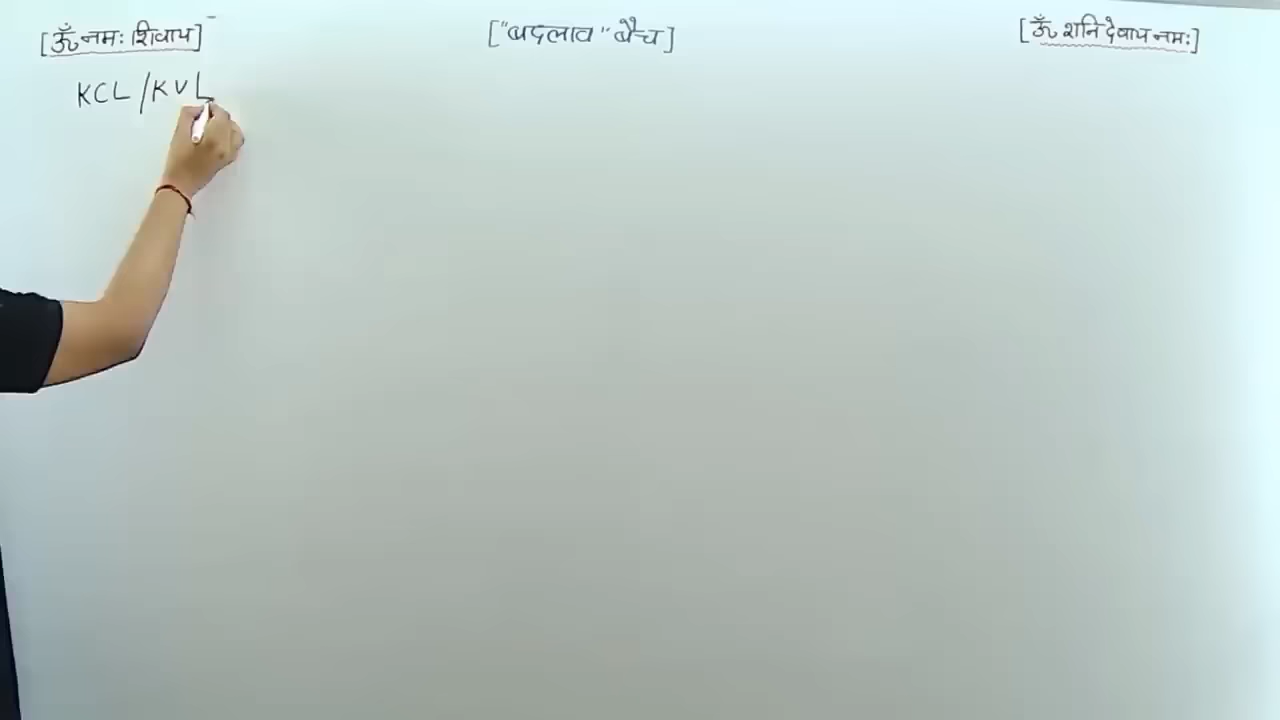 [ॐ नमः शिवाय]
["बदलाव" बैच]
[ॐ शनि देवाय नमः]
KCL/KVL